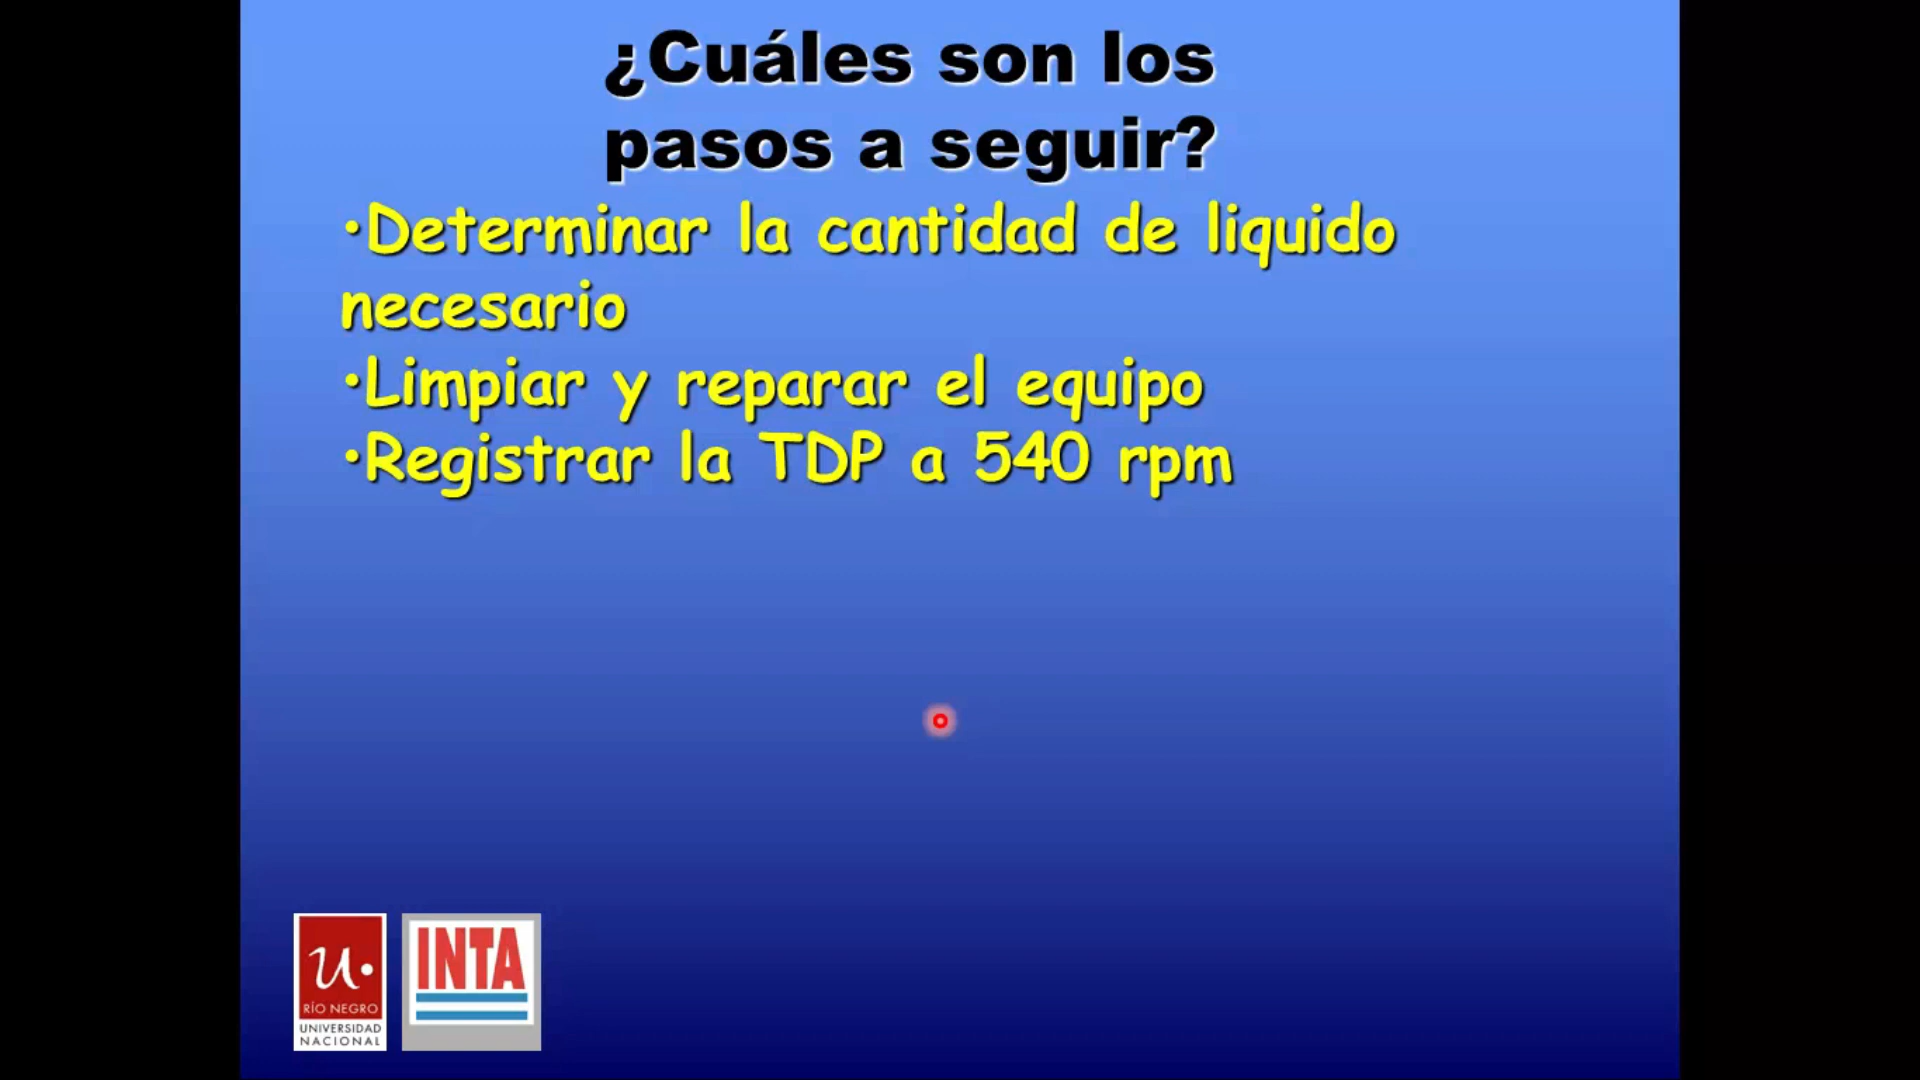 ¿Cuáles son los
pasos a seguir?
•Determinar la cantidad de liquido
necesario
•Limpiar y reparar el equipo
•Registrar la TDP a 540 rpm
u.
RÍO NEGRO
UNIVERSIDAD
NACIONAL
INTA